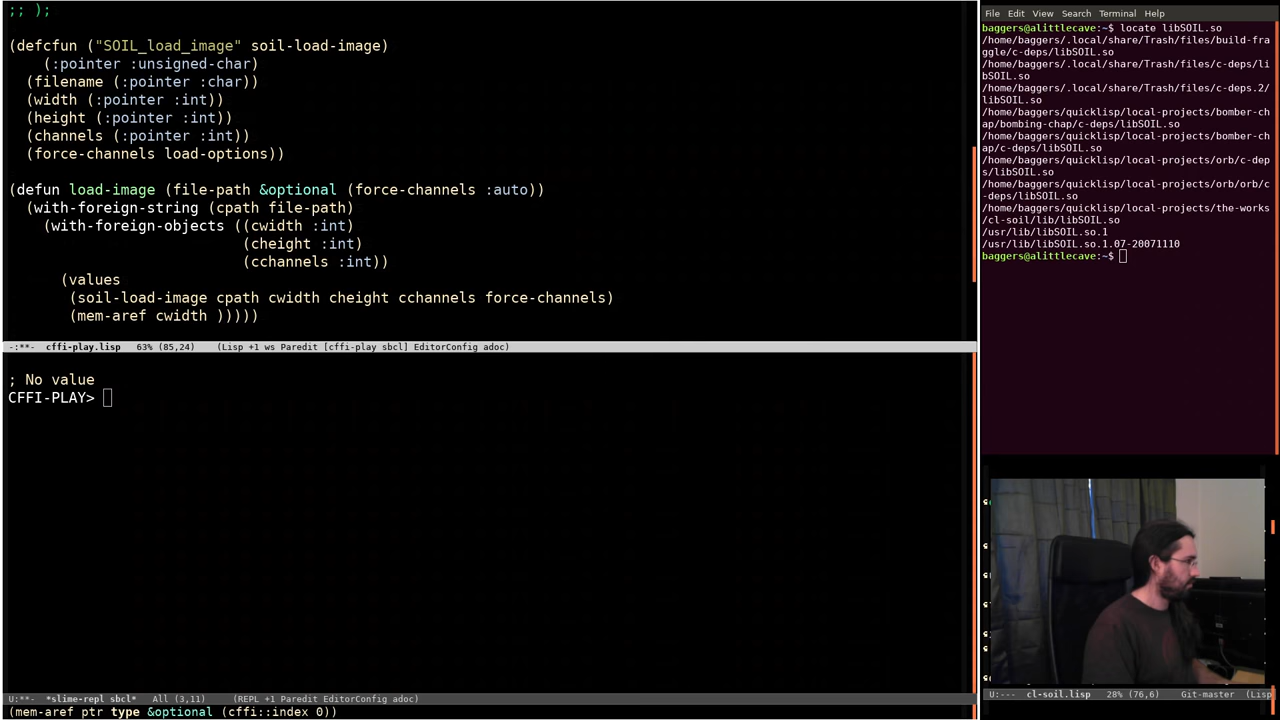 ;; );
(defcfun ("SOIL_load_image" soil-load-image)
    (:pointer :unsigned-char)
  (filename (:pointer :char))
  (width (:pointer :int))
  (height (:pointer :int))
  (channels (:pointer :int))
  (force-channels load-options))
(defun load-image (file-path &optional (force-channels :auto))
  (with-foreign-string (cpath file-path)
    (with-foreign-objects ((cwidth :int)
                           (cheight :int)
                           (cchannels :int))
      (values
       (soil-load-image cpath cwidth cheight cchannels force-channels)
       (mem-aref cwidth )))))
-:**-  cffi-play.lisp   63% (85,24)    (Lisp +1 ws Paredit [cffi-play sbcl] EditorConfig adoc)
; No value
CFFI-PLAY>
U:**-  *slime-repl sbcl*   All (3,11)     (REPL +1 Paredit EditorConfig adoc)
(mem-aref ptr type &optional (cffi::index 0))
File Edit View Search Terminal Help
baggers@alittlecave:~$ locate libSOIL.so
/home/baggers/.local/share/Trash/files/build-fra
ggle/c-deps/libSOIL.so
/home/baggers/.local/share/Trash/files/c-deps/li
bSOIL.so
/home/baggers/.local/share/Trash/files/c-deps.2/
libSOIL.so
/home/baggers/quicklisp/local-projects/bomber-ch
ap/bombing-chap/c-deps/libSOIL.so
/home/baggers/quicklisp/local-projects/bomber-ch
ap/c-deps/libSOIL.so
/home/baggers/quicklisp/local-projects/orb/c-dep
s/libSOIL.so
/home/baggers/quicklisp/local-projects/orb/orb/c
-deps/libSOIL.so
/home/baggers/quicklisp/local-projects/the-works
/cl-soil/lib/libSOIL.so
/usr/lib/libSOIL.so.1
/usr/lib/libSOIL.so.1.07-20071110
baggers@alittlecave:~$
U:---  cl-soil.lisp   28% (76,6)    Git-master  (Lisp